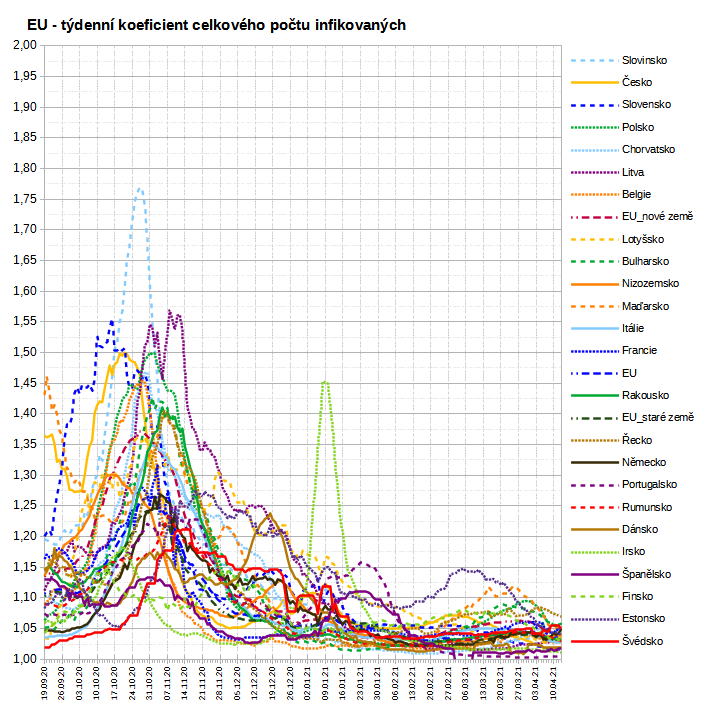 EU - týdenní koeficient celkového počtu infikovaných
2,00
1,95
1,90
1,85
1,80
1,75
1,70
1,65
1,60
1,55
1,50
1,45
1,40
1,35
1,30
1,25
1,20
1,15
1,10
1,05
1,00
19.09.20
26.09.20
03.10.20
10.10.20
17.10.20
24.10.20
31.10.20
07.11.20
14.11.20
21.11.20
28.11.20
05.12.20
12.12.20
19.12.20
26.12.20
02.01.21
09.01.21
16.01.21
23.01.21
30.01.21
06.02.21
13.02.21
20.02.21
27.02.21
06.03.21
13.03.21
20.03.21
27.03.21
03.04.21
10.04.21
Slovinsko
Česko
Slovensko
Polsko
Chorvatsko
Litva
Belgie
EU_nové země
Lotyšsko
Bulharsko
Nizozemsko
Maďarsko
Itálie
Francie
EU
Rakousko
EU_staré země
Řecko
Německo
Portugalsko
Rumunsko
Dánsko
Irsko
Španělsko
Finsko
Estonsko
Švédsko